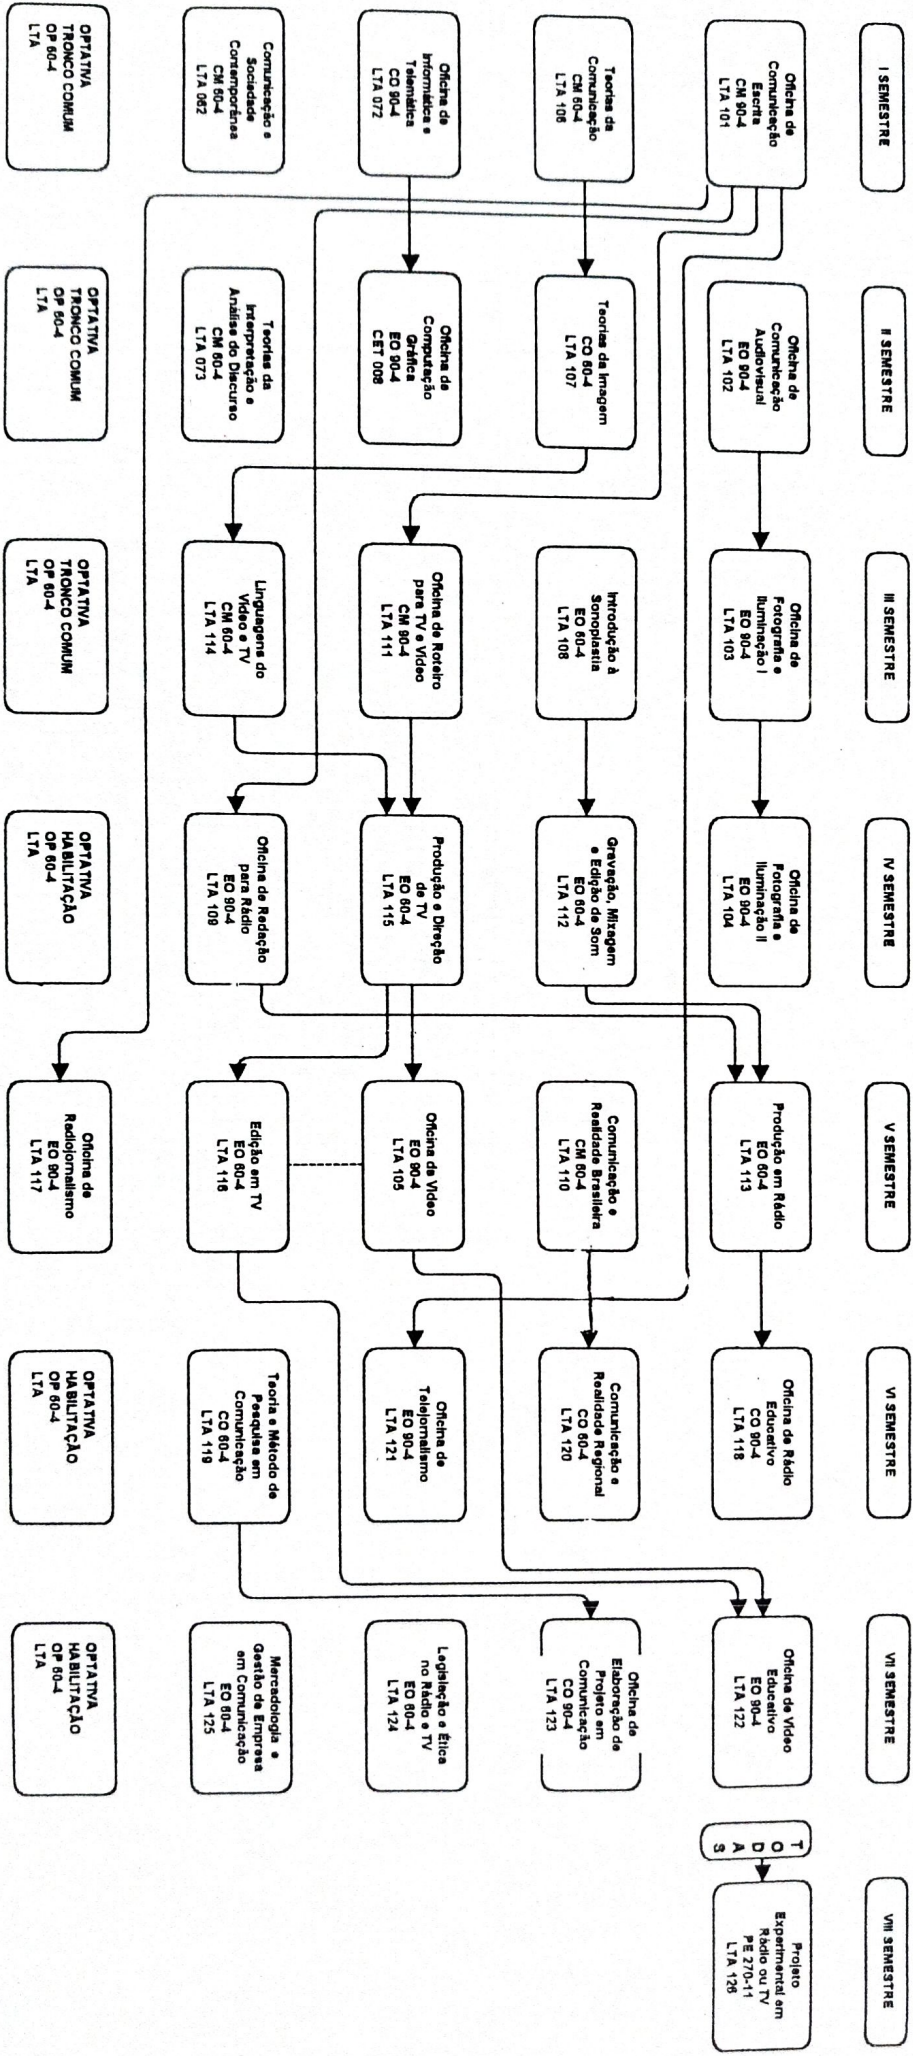 I SEMESTRE
Oficina de
Comunicação
Escrita
CM 90-4
LTA 101
Teorias da
Comunicação
CM 60-4
LTA 106
Oficina de
Informática e
Telemática
CO 90-4
LTA 072
Comunicação e
Sociedade
Contemporânea
CM 60-4
LTA 062
OPTATIVA
TRONCO COMUM
OP 60-4
LTA
II SEMESTRE
Oficina de
Comunicação
Audiovisual
EO 90-4
LTA 102
Teorias da Imagem
CO 60-4
LTA 107
Oficina de
Computação
Gráfica
EO 90-4
CET 008
Teorias da
Interpretação e
Análise do Discurso
CM 60-4
LTA 073
OPTATIVA
TRONCO COMUM
OP 60-4
LTA
III SEMESTRE
Oficina de
Fotografia e
Iluminação I
EO 90-4
LTA 103
Introdução à
Sonoplastia
EO 60-4
LTA 108
Oficina de Roteiro
para TV e Vídeo
CM 90-4
LTA 111
Linguagens do
Vídeo e TV
CM 60-4
LTA 114
OPTATIVA
TRONCO COMUM
OP 60-4
LTA
IV SEMESTRE
Oficina de
Fotografia e
Iluminação II
EO 90-4
LTA 104
Gravação, Mixagem
e Edição de Som
EO 60-4
LTA 112
Produção e Direção
de TV
EO 60-4
LTA 115
Oficina de Redação
para Rádio
EO 90-4
LTA 109
OPTATIVA
HABILITAÇÃO
OP 60-4
LTA
V SEMESTRE
Produção em Rádio
EO 60-4
LTA 113
Comunicação e
Realidade Brasileira
CM 60-4
LTA 110
Oficina de Vídeo
EO 90-4
LTA 105
Edição em TV
EO 60-4
LTA 116
Oficina de
Radiojornalismo
EO 90-4
LTA 117
VI SEMESTRE
Oficina de Rádio
Educativo
CO 90-4
LTA 118
Comunicação e
Realidade Regional
CO 60-4
LTA 120
Oficina de
Telejornalismo
EO 90-4
LTA 121
Teoria e Método de
Pesquisa em
Comunicação
CO 60-4
LTA 119
OPTATIVA
HABILITAÇÃO
OP 60-4
LTA
VII SEMESTRE
Oficina de Vídeo
Educativo
EO 90-4
LTA 122
Oficina de
Elaboração de
Projeto em
Comunicação
CO 90-4
LTA 123
Legislação e Ética
no Rádio e TV
EO 60-4
LTA 124
Mercadologia e
Gestão de Empresa
em Comunicação
EO 60-4
LTA 125
OPTATIVA
HABILITAÇÃO
OP 60-4
LTA
VIII SEMESTRE
T
O
D
A
S
Projeto
Experimental em
Rádio ou TV
PE 270-11
LTA 126